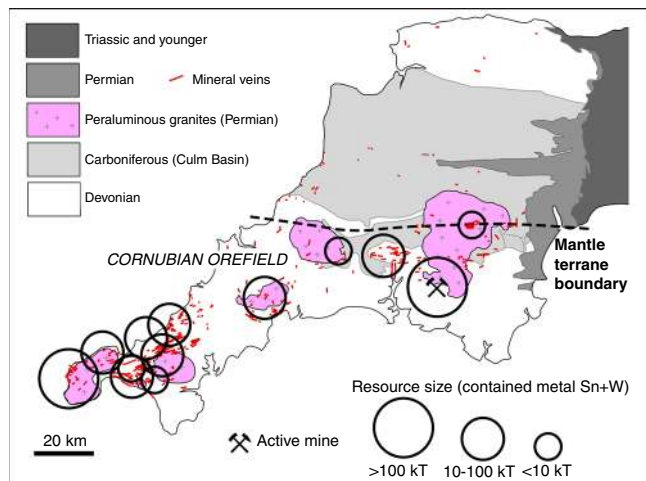 Triassic and younger
Permian
Mineral veins
Peraluminous granites (Permian)
Carboniferous (Culm Basin)
Devonian
CORNUBIAN OREFIELD
Mantle
terrane
boundary
Resource size (contained metal Sn+W)
20 km
Active mine
>100 kT
10-100 kT
<10 kT